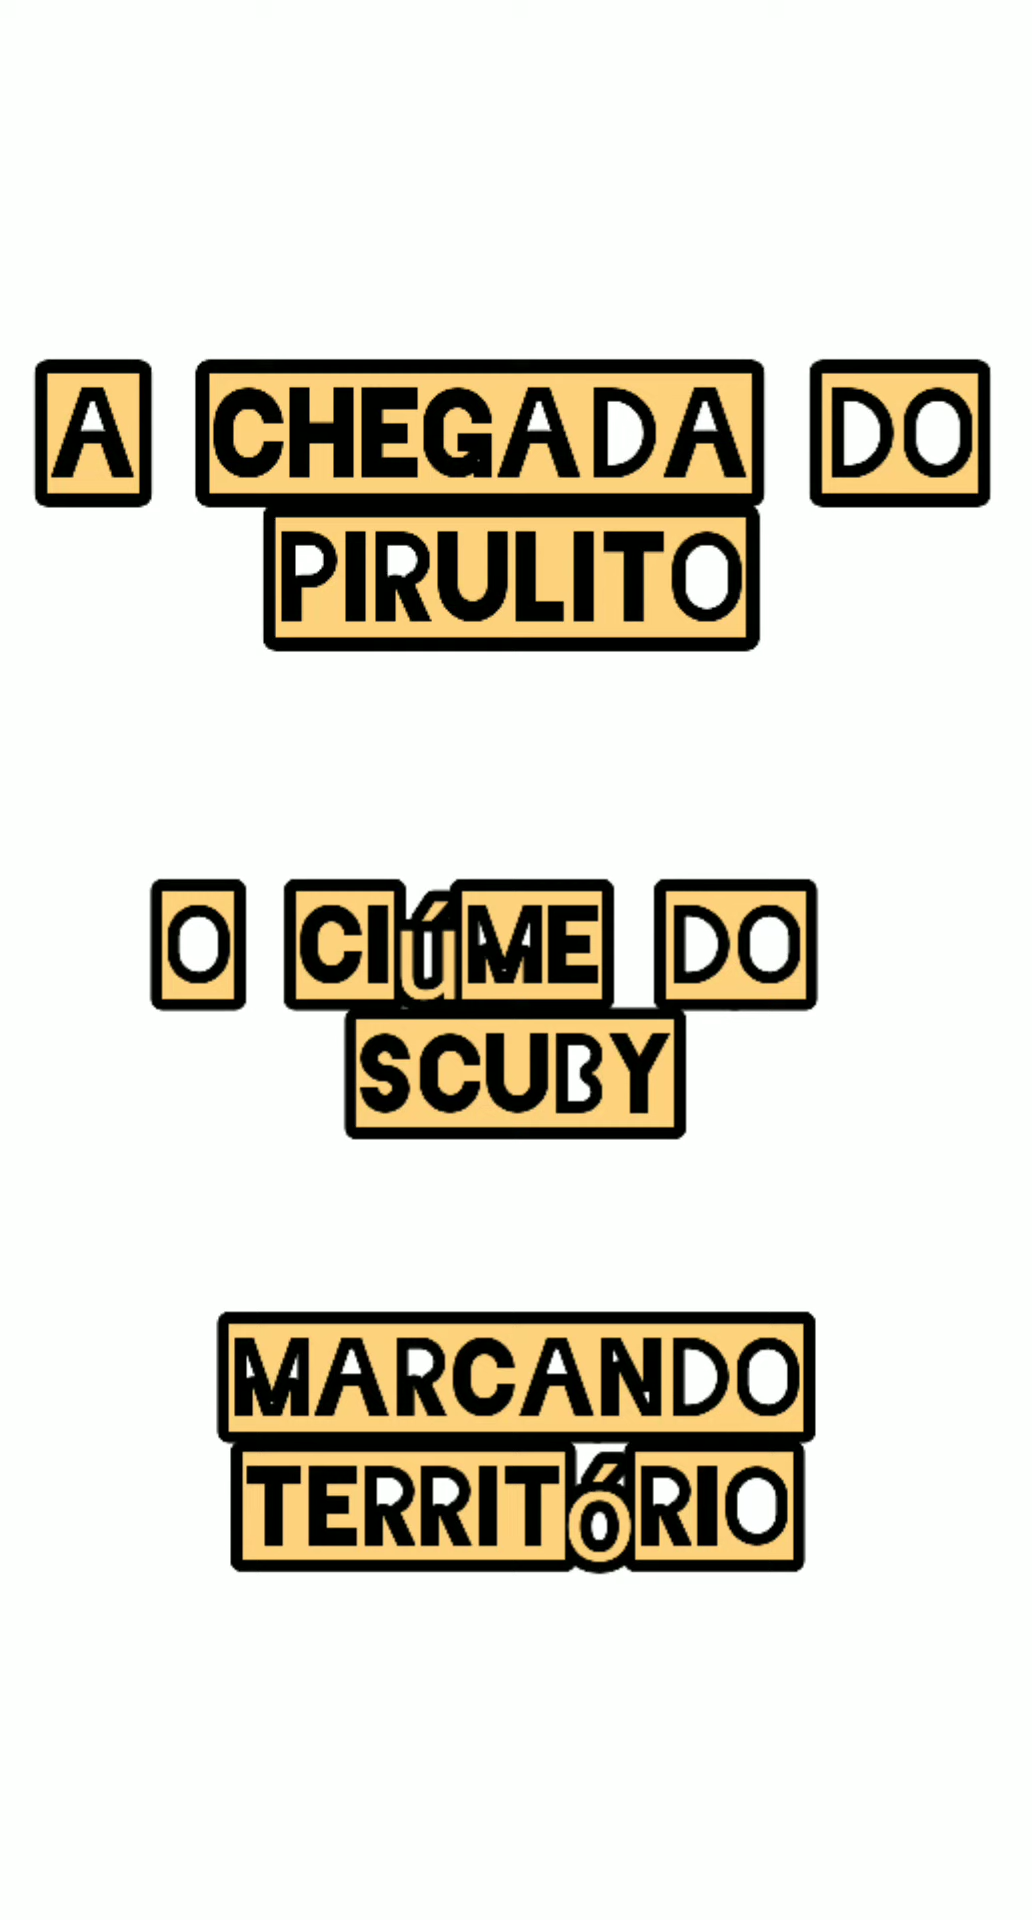 A CHEGADA DO
PIRULITO
O CIÚME DO
SCUBY
MARCANDO
TERRITÓRIO